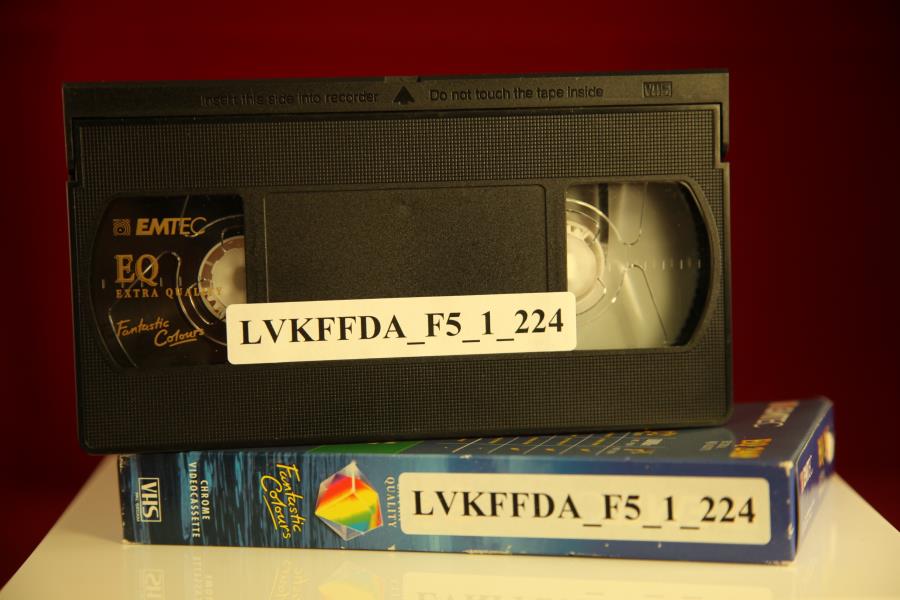 Insert this side into recorder Do not touch the tape inside VHS
EMTEC
EQ
EXTRA QUALITY
Fantastic
Colours
LVKFFDA_F5_1_224
EMTEC
VHS
CHROME
VIDEOCASSETTE
Fantastic
Colours
QUALITY
LVKFFDA_F5_1_224